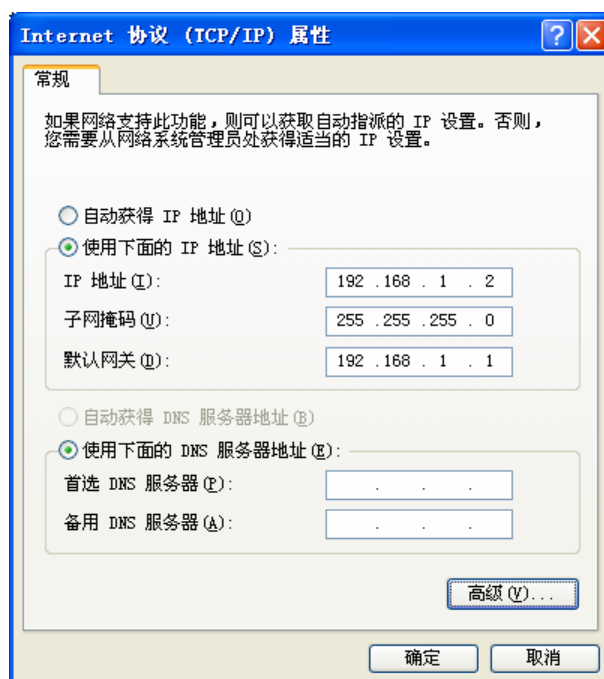 Internet 协议 (TCP/IP) 属性
常规
如果网络支持此功能，则可以获取自动指派的 IP 设置。否则，
您需要从网络系统管理员处获得适当的 IP 设置。
自动获得 IP 地址(O)
使用下面的 IP 地址(S):
IP 地址(I): 192 .168 . 1 . 2
子网掩码(U): 255 .255 .255 . 0
默认网关(D): 192 .168 . 1 . 1
自动获得 DNS 服务器地址(B)
使用下面的 DNS 服务器地址(E):
首选 DNS 服务器(P): . . .
备用 DNS 服务器(A): . . .
高级(V)...
确定 取消